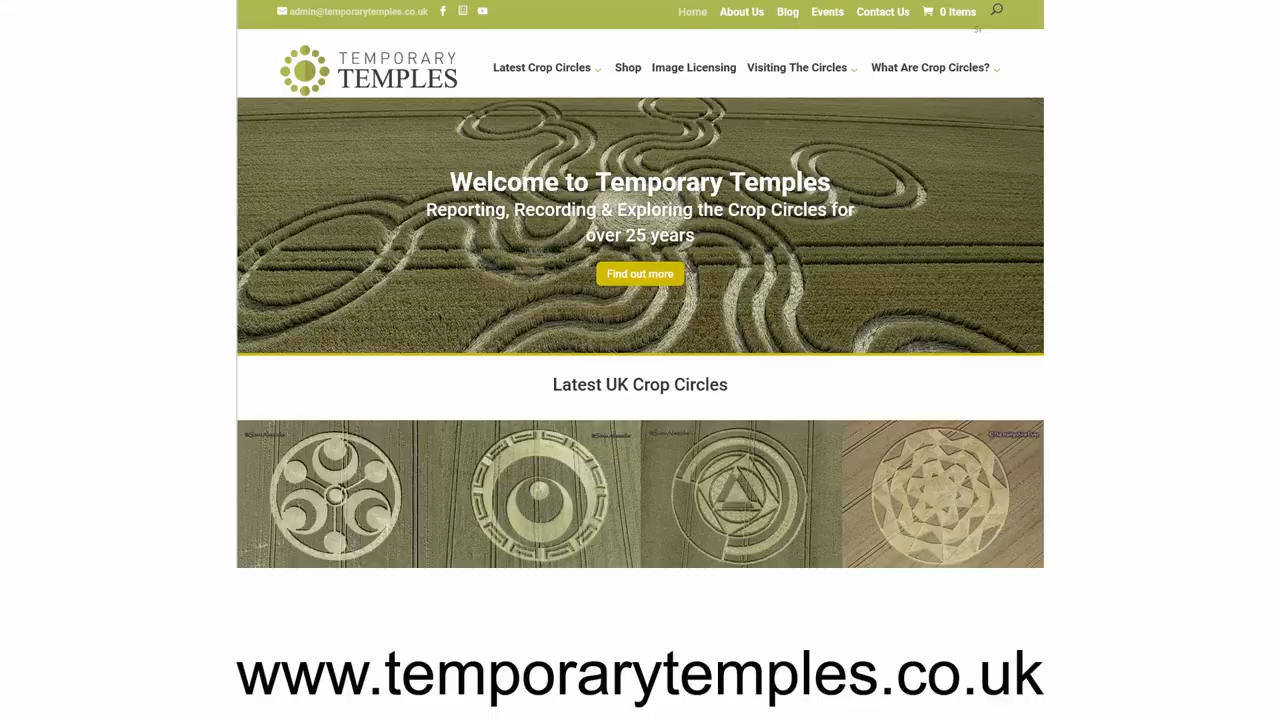 admin@temporarytemples.co.uk
Home About Us Blog Events Contact Us 0 Items
TEMPORARY
TEMPLES
Latest Crop Circles Shop Image Licensing Visiting The Circles What Are Crop Circles?
Welcome to Temporary Temples
Reporting, Recording & Exploring the Crop Circles for
over 25 years
Find out more
Latest UK Crop Circles
www.temporarytemples.co.uk